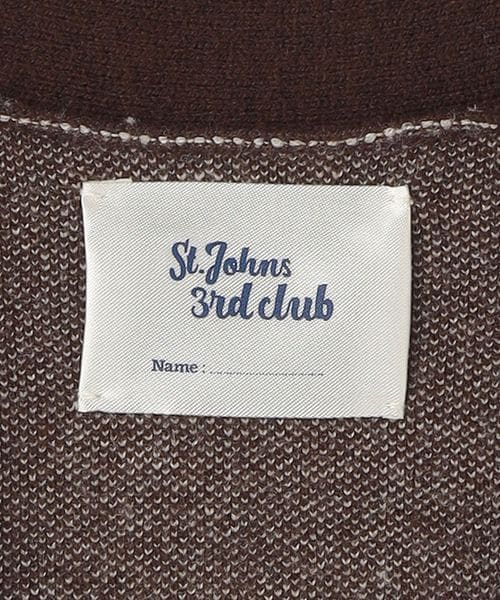 St. Johns
3rd club
Name : ........................